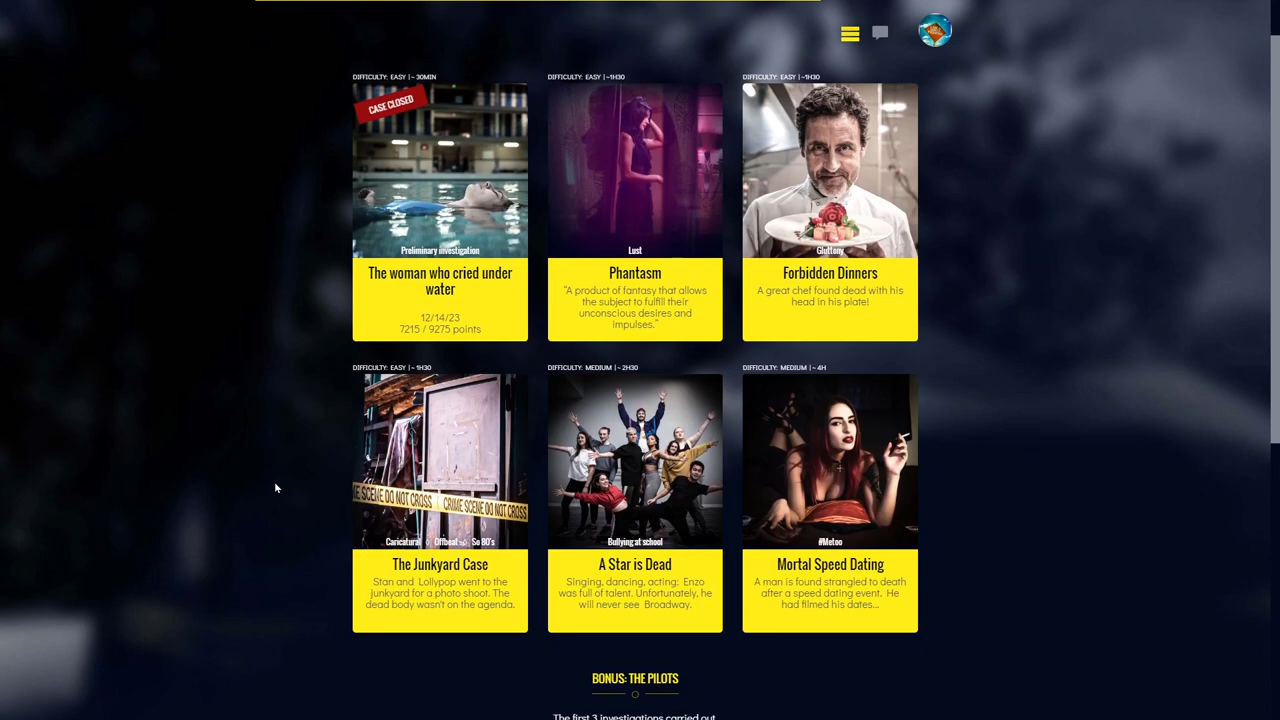 DIFFICULTY: EASY | ~ 30MIN
CASE CLOSED
Preliminary investigation
The woman who cried under
water
12/14/23
7215 / 9275 points
DIFFICULTY: EASY | ~1H30
Lust
Phantasm
"A product of fantasy that allows
the subject to fulfill their
unconscious desires and
impulses."
DIFFICULTY: EASY | ~1H30
Gluttony
Forbidden Dinners
A great chef found dead with his
head in his plate!
DIFFICULTY: EASY | ~ 1H30
E SCENE DO NOT CROSS CRIME SCENE DO NOT CROSS
Caricatural Offbeat So 80's
The Junkyard Case
Stan and Lollypop went to the
junkyard for a photo shoot. The
dead body wasn't on the agenda.
DIFFICULTY: MEDIUM | ~ 2H30
Bullying at school
A Star is Dead
Singing, dancing, acting: Enzo
was full of talent. Unfortunately, he
will never see Broadway.
DIFFICULTY: MEDIUM | ~ 4H
#Metoo
Mortal Speed Dating
A man is found strangled to death
after a speed dating event. He
had filmed his dates...
BONUS: THE PILOTS
The first 3 investigations carried out